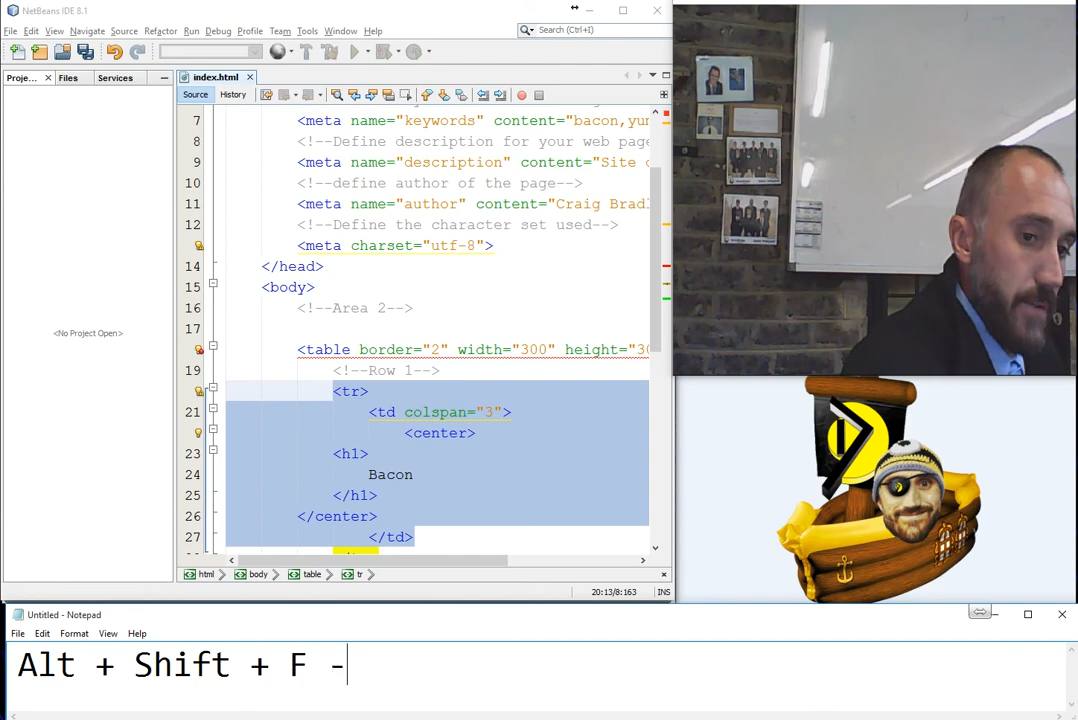 NetBeans IDE 8.1
File Edit View Navigate Source Refactor Run Debug Profile Team Tools Window Help
Search (Ctrl+I)
Proje... Files Services
index.html
Source History
7 <meta name="keywords" content="bacon,yum
8 <!--Define description for your web page
9 <meta name="description" content="Site
10 <!--define author of the page-->
11 <meta name="author" content="Craig Brad
12 <!--Define the character set used-->
<meta charset="utf-8">
14 </head>
15 <body>
16 <!--Area 2-->
17
<table border="2" width="300" height="30
19 <!--Row 1-->
<tr>
21 <td colspan="3">
<center>
23 <h1>
24 Bacon
25 </h1>
26 </center>
27 </td>
<No Project Open>
html body table tr
20:13/8:163 INS
Untitled - Notepad
File Edit Format View Help
Alt + Shift + F -